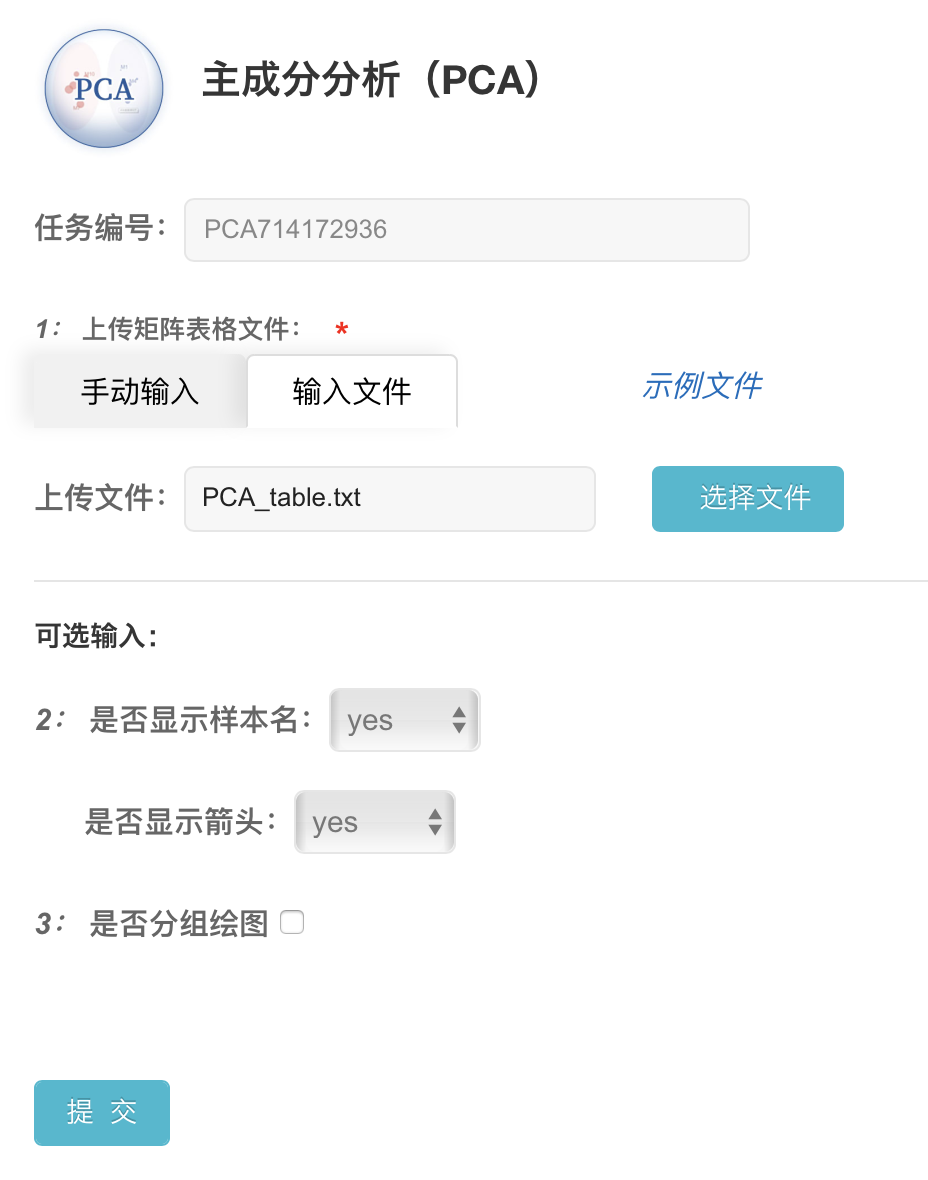 PCA
主成分分析（PCA）
任务编号： PCA714172936
1： 上传矩阵表格文件： *
手动输入 输入文件 示例文件
上传文件： PCA_table.txt 选择文件
可选输入：
2： 是否显示样本名： yes
是否显示箭头： yes
3： 是否分组绘图
提 交